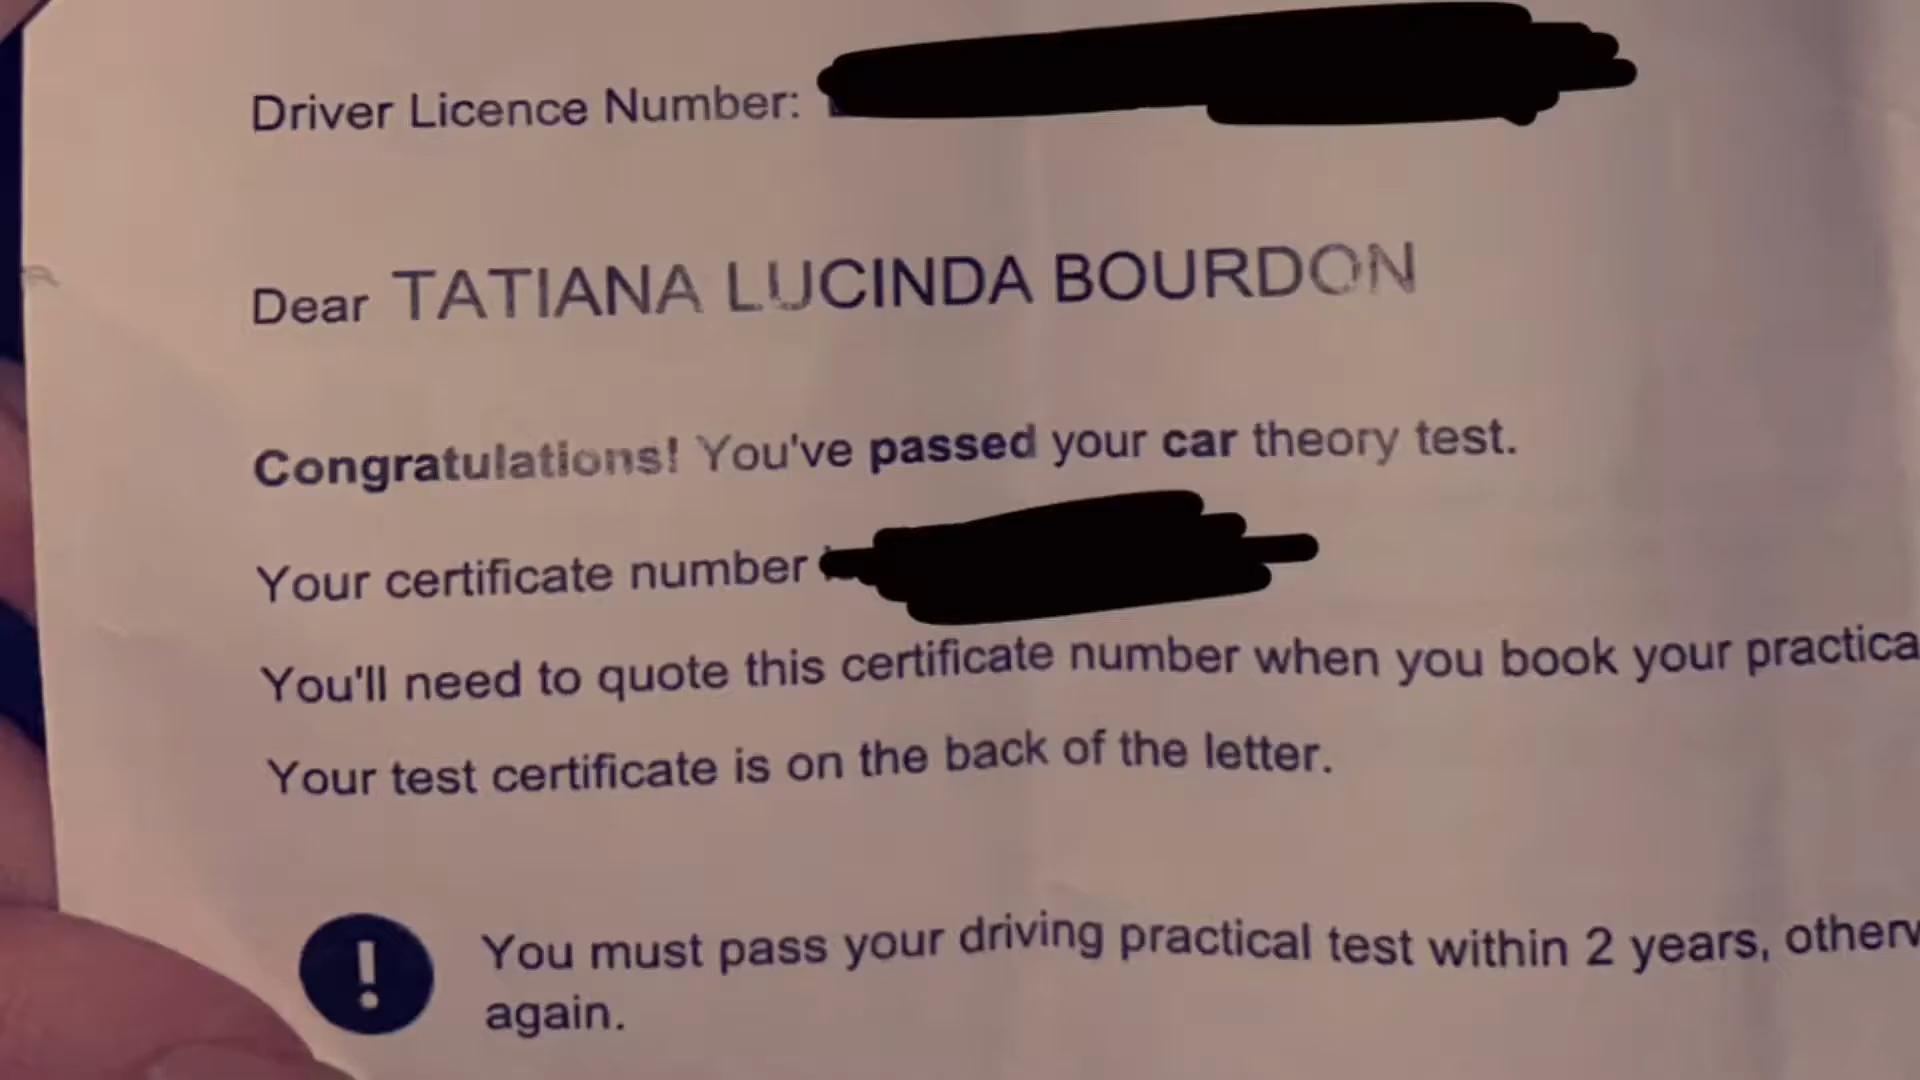 Driver Licence Number:
Dear TATIANA LUCINDA BOURDON
Congratulations! You've passed your car theory test.
Your certificate number
You'll need to quote this certificate number when you book your practica
Your test certificate is on the back of the letter.
You must pass your driving practical test within 2 years, otherw
again.